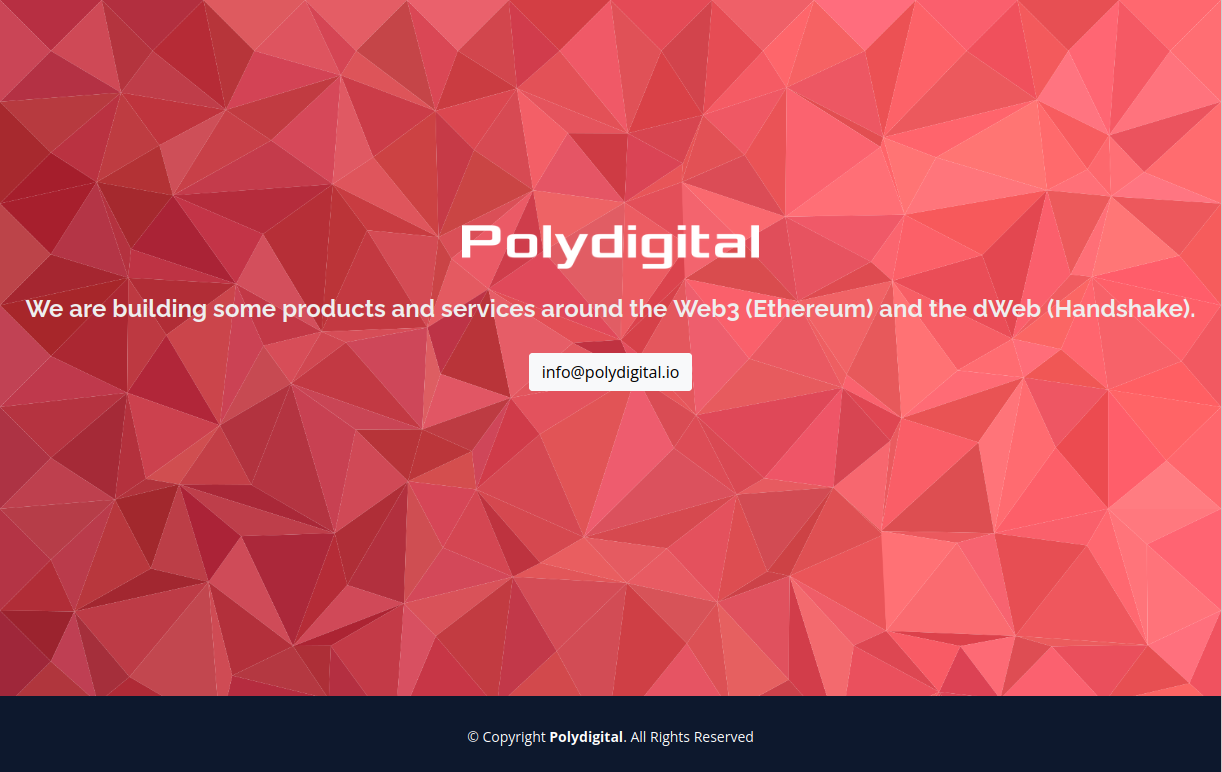 Polydigital
We are building some products and services around the Web3 (Ethereum) and the dWeb (Handshake).
info@polydigital.io
© Copyright Polydigital. All Rights Reserved